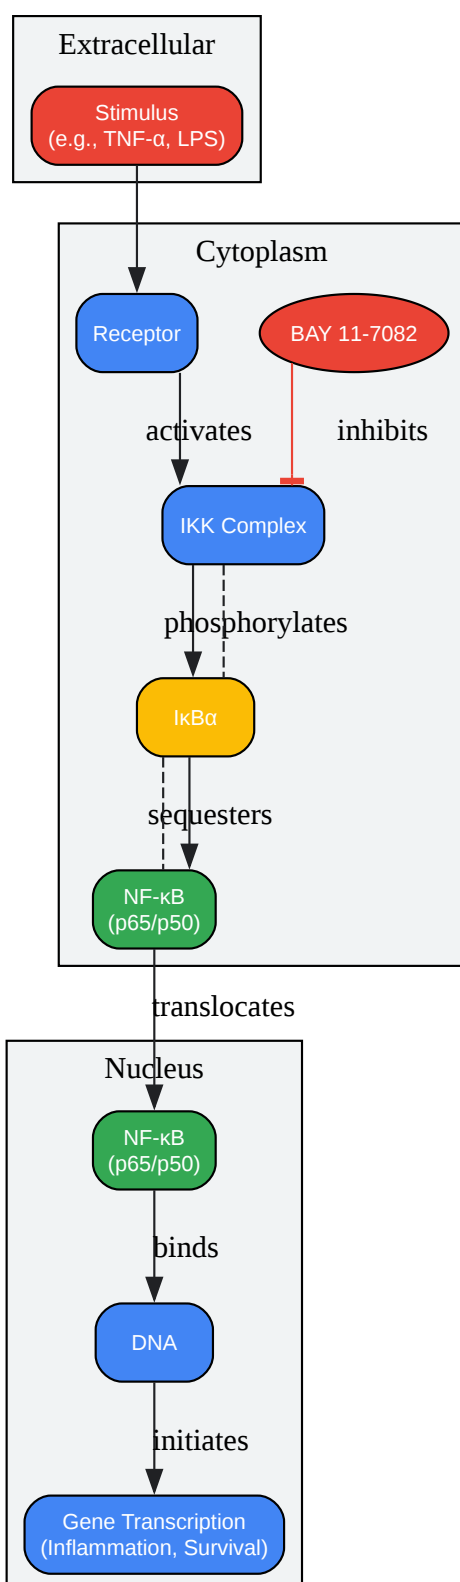 Extracellular
Stimulus
(e.g., TNF-α, LPS)
Cytoplasm
Receptor
BAY 11-7082
activates
inhibits
IKK Complex
phosphorylates
IκBα
sequesters
NF-κB
(p65/p50)
translocates
Nucleus
NF-κB
(p65/p50)
binds
DNA
initiates
Gene Transcription
(Inflammation, Survival)